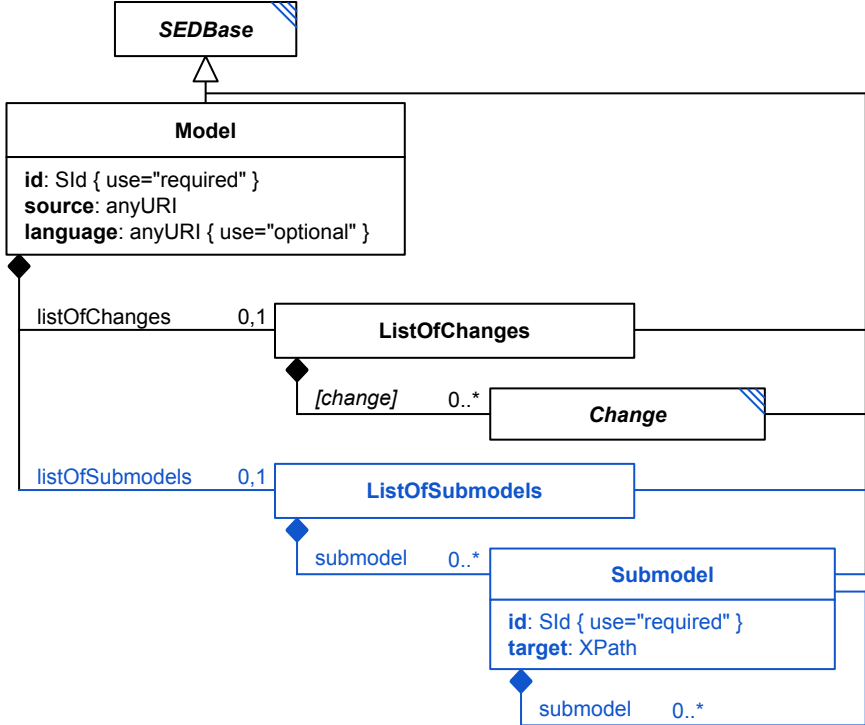 SEDBase
Model
id: SId { use="required" }
source: anyURI
language: anyURI { use="optional" }
listOfChanges 0,1
ListOfChanges
[change] 0..*
Change
listOfSubmodels 0,1
ListOfSubmodels
submodel 0..*
Submodel
id: SId { use="required" }
target: XPath
submodel 0..*